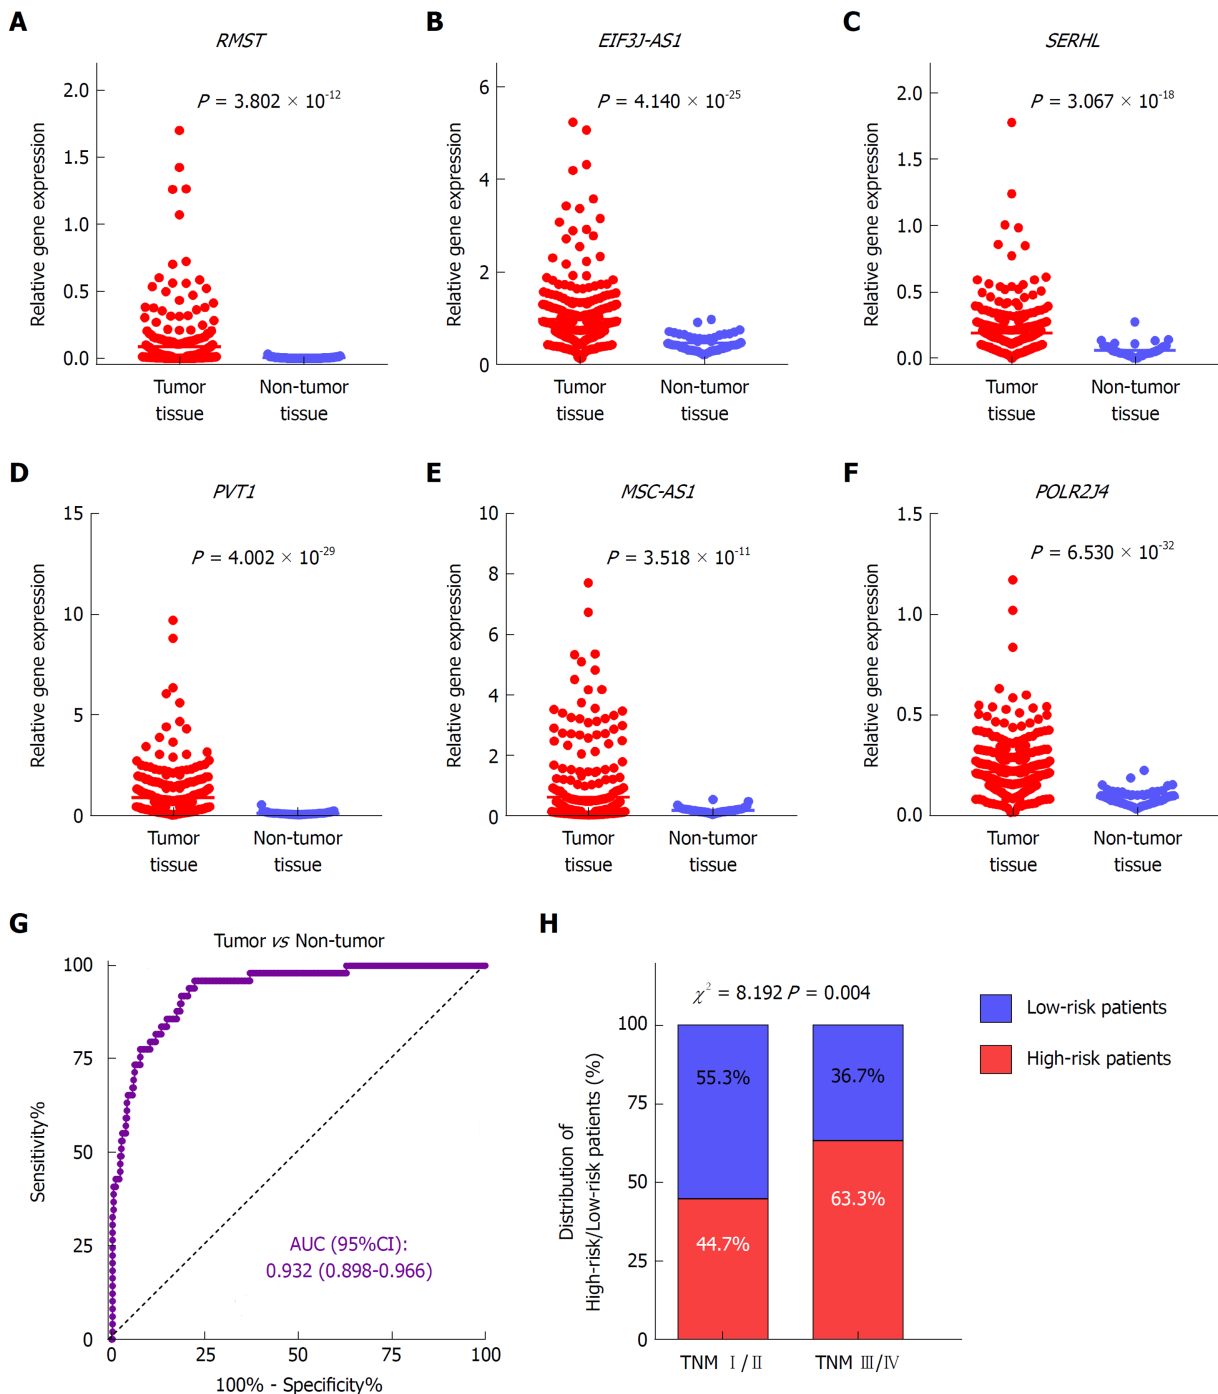 A
RMST
P = 3.802 × 10-12
Relative gene expression
2.0
1.5
1.0
0.5
0.0
Tumor
tissue
Non-tumor
tissue
B
EIF3J-AS1
P = 4.140 × 10-25
Relative gene expression
6
4
2
0
Tumor
tissue
Non-tumor
tissue
C
SERHL
P = 3.067 × 10-18
Relative gene expression
2.0
1.5
1.0
0.5
0.0
Tumor
tissue
Non-tumor
tissue
D
PVT1
P = 4.002 × 10-29
Relative gene expression
15
10
5
0
Tumor
tissue
Non-tumor
tissue
E
MSC-AS1
P = 3.518 × 10-11
Relative gene expression
10
8
6
4
2
0
Tumor
tissue
Non-tumor
tissue
F
POLR2J4
P = 6.530 × 10-32
Relative gene expression
1.5
1.0
0.5
0.0
Tumor
tissue
Non-tumor
tissue
G
Tumor vs Non-tumor
Sensitivity%
100
75
50
25
0
AUC (95%CI):
0.932 (0.898-0.966)
0 25 50 75 100
100% - Specificity%
H
χ2 = 8.192 P = 0.004
Distribution of
High-risk/Low-risk patients (%)
100
75
50
25
0
55.3%
36.7%
44.7%
63.3%
TNM Ⅰ/Ⅱ
TNM Ⅲ/Ⅳ
Low-risk patients
High-risk patients